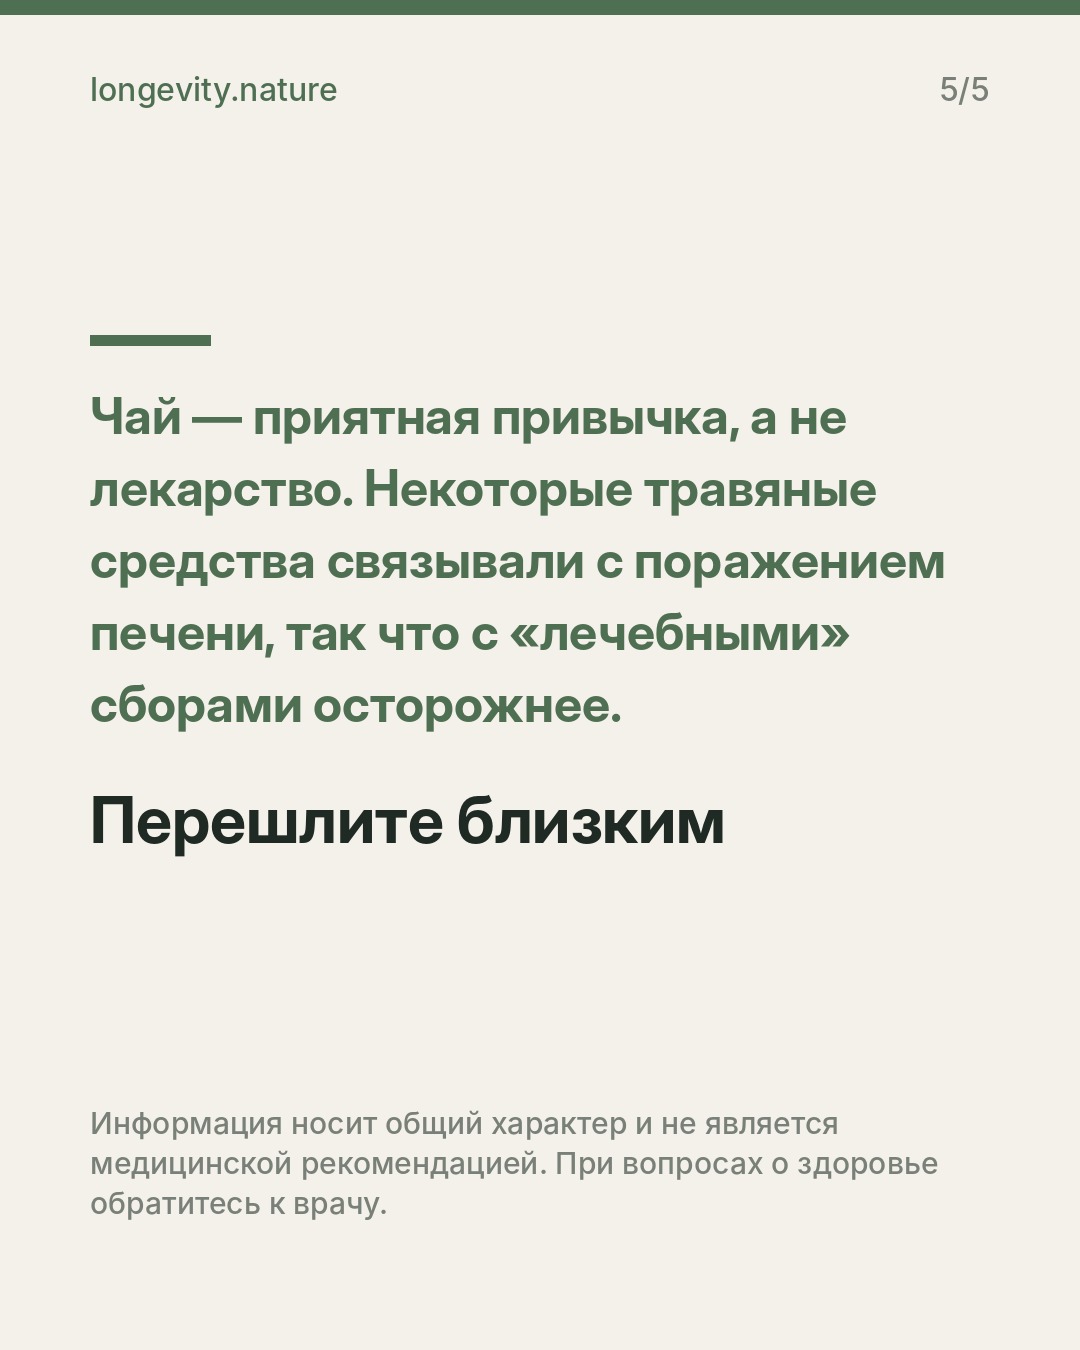 longevity.nature
5/5
Чай — приятная привычка, а не
лекарство. Некоторые травяные
средства связывали с поражением
печени, так что с «лечебными»
сборами осторожнее.
Перешлите близким
Информация носит общий характер и не является
медицинской рекомендацией. При вопросах о здоровье
обратитесь к врачу.